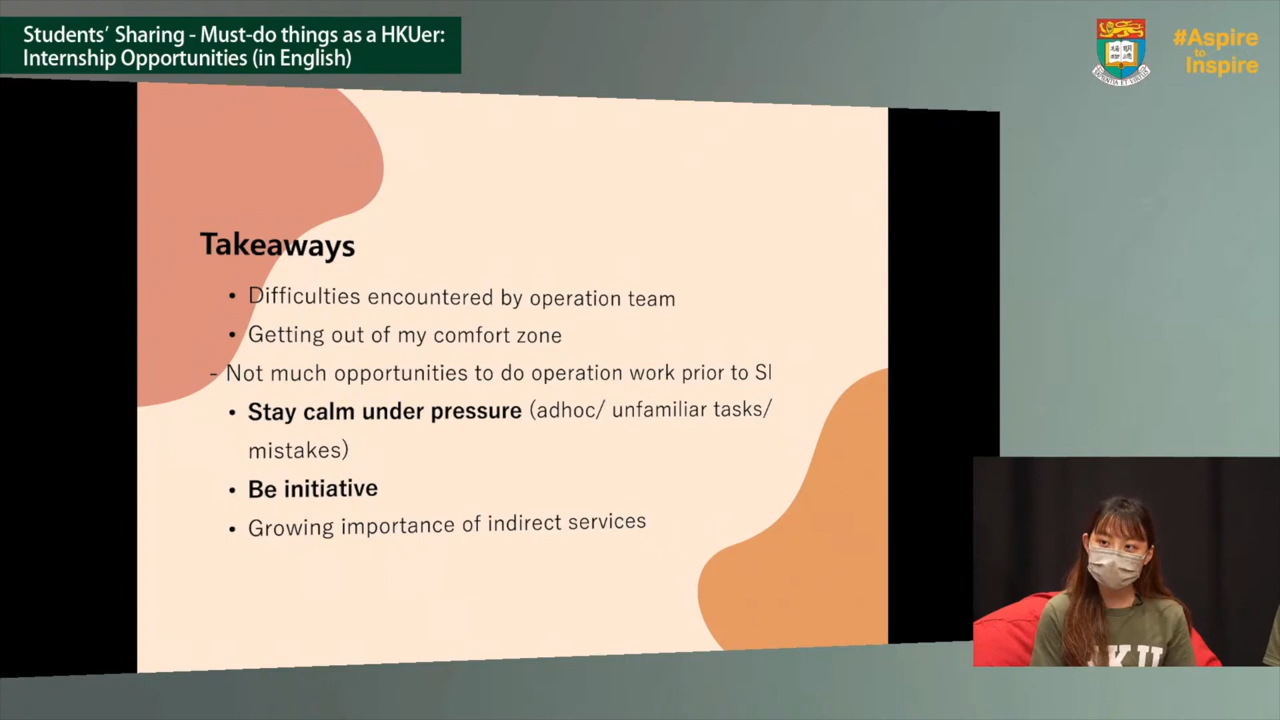 Students' Sharing - Must-do things as a HKUer:
Internship Opportunities (in English)
#Aspire
to
Inspire
Takeaways
• Difficulties encountered by operation team
• Getting out of my comfort zone
- Not much opportunities to do operation work prior to SI
• Stay calm under pressure (adhoc/ unfamiliar tasks/
mistakes)
• Be initiative
• Growing importance of indirect services